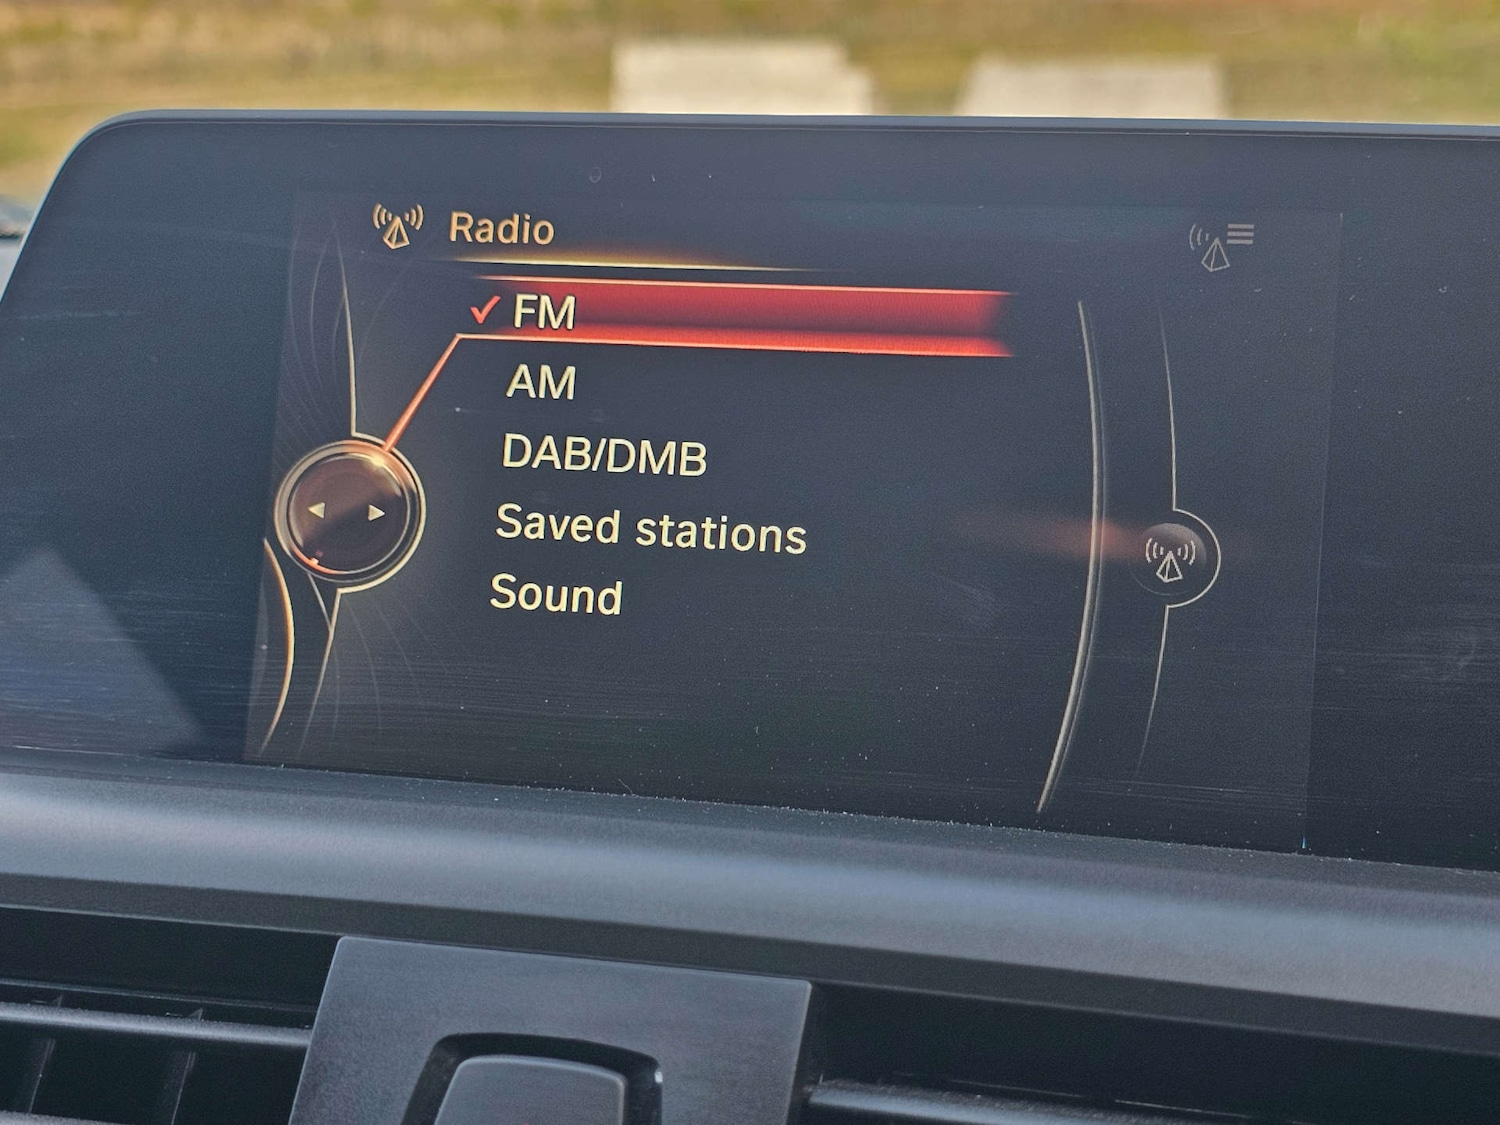 Radio
FM
AM
DAB/DMB
Saved stations
Sound